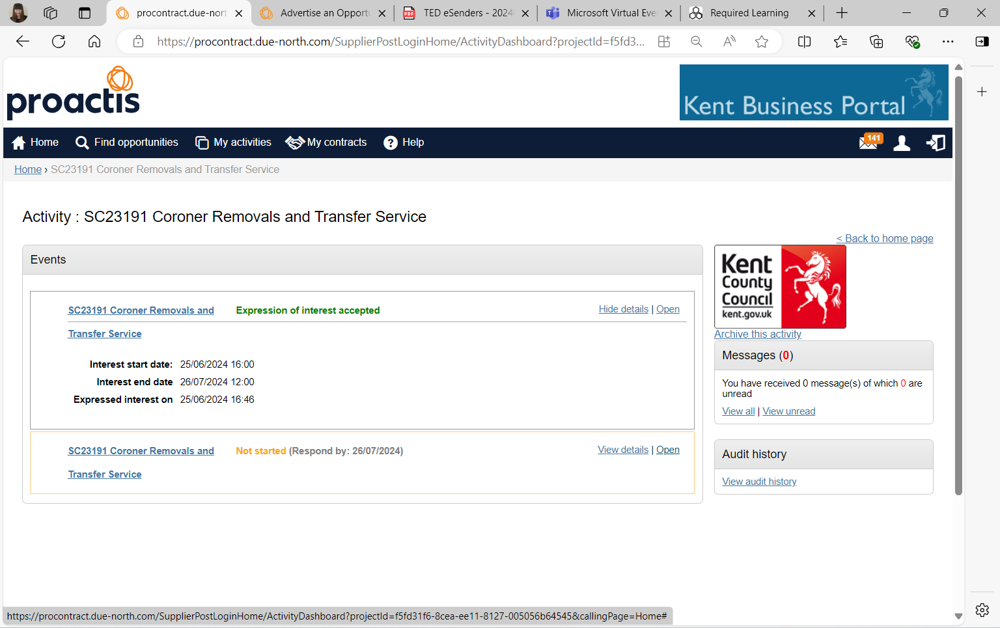 procontract.due-nort
Advertise an Opportu
PDF
TED eSenders - 2024
Microsoft Virtual Eve
Required Learning
https://procontract.due-north.com/SupplierPostLoginHome/ActivityDashboard?projectId=f5fd3...
proactis
Kent Business Portal
Home
Find opportunities
My activities
My contracts
? Help
141
Home › SC23191 Coroner Removals and Transfer Service
Activity : SC23191 Coroner Removals and Transfer Service
< Back to home page
Events
SC23191 Coroner Removals and
Transfer Service
Expression of interest accepted
Hide details | Open
Interest start date: 25/06/2024 16:00
Interest end date 26/07/2024 12:00
Expressed interest on 25/06/2024 16:46
SC23191 Coroner Removals and
Transfer Service
Not started (Respond by: 26/07/2024)
View details | Open
Kent
County
Council
kent.gov.uk
Archive this activity
Messages (0)
You have received 0 message(s) of which 0 are
unread
View all | View unread
Audit history
View audit history
https://procontract.due-north.com/SupplierPostLoginHome/ActivityDashboard?projectId=f5fd31f6-8cea-ee11-8127-005056b64545&callingPage=Home#